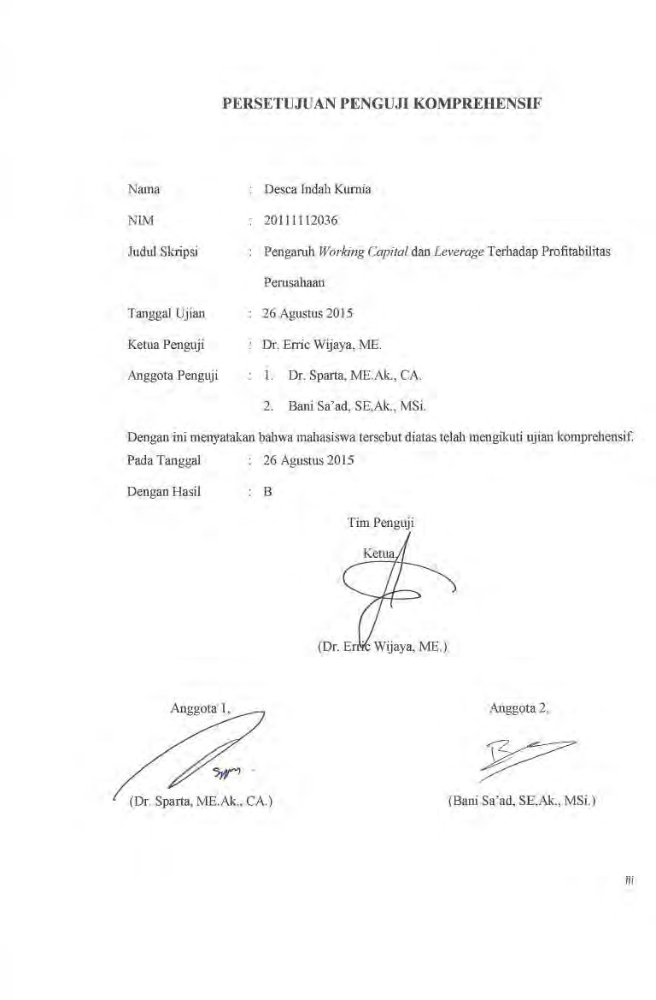 PERSETUJUAN PENGUJI KOMPREHENSIF
Nama : Desca Indah Kurnia
NIM : 20111112036
Judul Skripsi : Pengaruh Working Capital dan Leverage Terhadap Profitabilitas
Perusahaan
Tanggal Ujian : 26 Agustus 2015
Ketua Penguji : Dr. Erric Wijaya, ME.
Anggota Penguji : 1. Dr. Sparta, ME.Ak., CA.
2. Bani Sa'ad, SE,Ak., MSi.
Dengan ini menyatakan bahwa mahasiswa tersebut diatas telah mengikuti ujian komprehensif.
Pada Tanggal : 26 Agustus 2015
Dengan Hasil : B
Tim Penguji
Ketua,
(Dr. Erric Wijaya, ME.)
Anggota 1, Anggota 2,
(Dr. Sparta, ME.Ak., CA.) (Bani Sa'ad, SE,Ak., MSi.)
iii